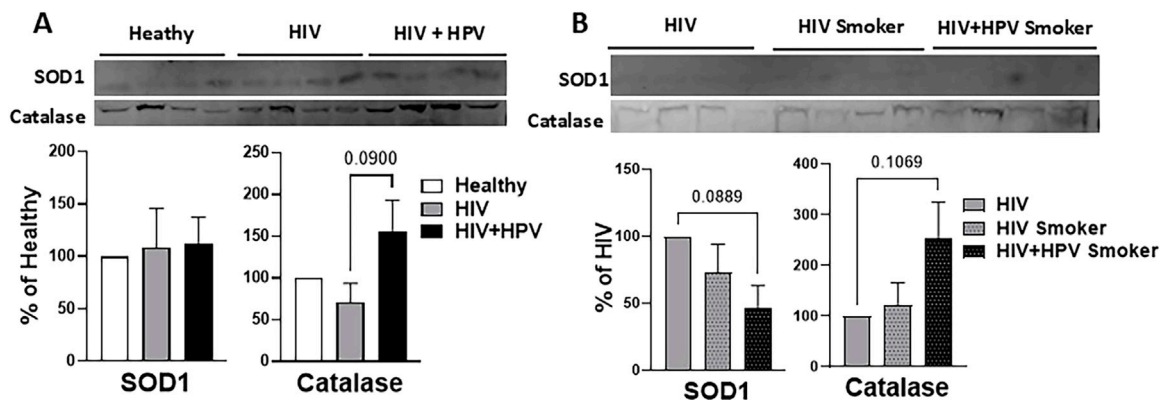 A
Heathy HIV HIV + HPV
SOD1
Catalase
% of Healthy
200
150
100
50
0
SOD1
250
200
150
100
50
0
0.0900
Catalase
Healthy
HIV
HIV+HPV
B
HIV HIV Smoker HIV+HPV Smoker
SOD1
Catalase
% of HIV
150
100
50
0
0.0889
SOD1
400
300
200
100
0
0.1069
Catalase
HIV
HIV Smoker
HIV+HPV Smoker